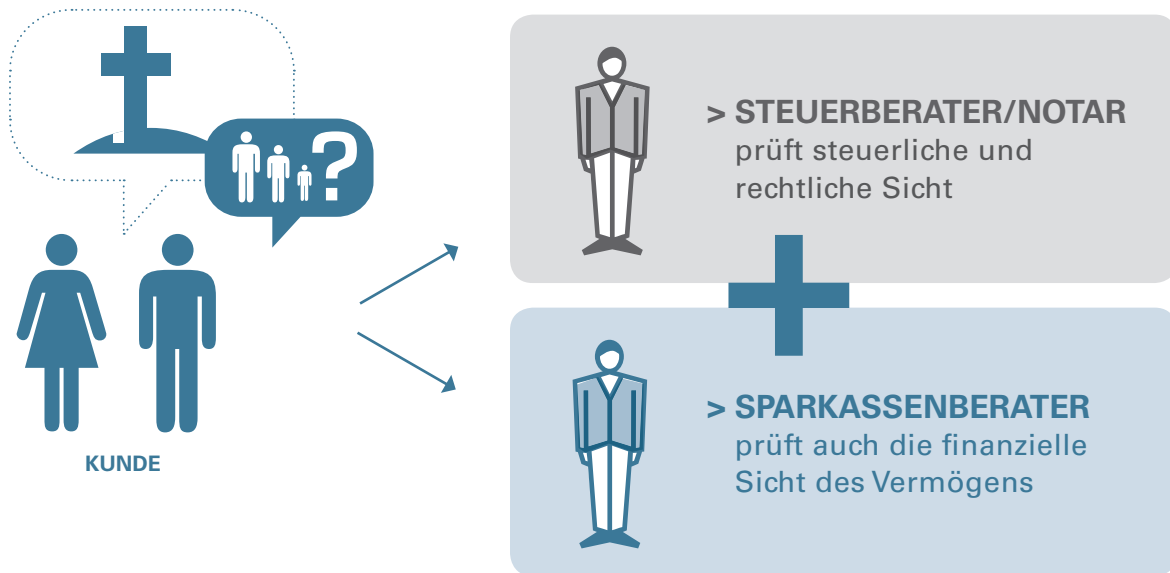 ?
> STEUERBERATER/NOTAR
prüft steuerliche und
rechtliche Sicht
> SPARKASSENBERATER
prüft auch die finanzielle
Sicht des Vermögens
KUNDE